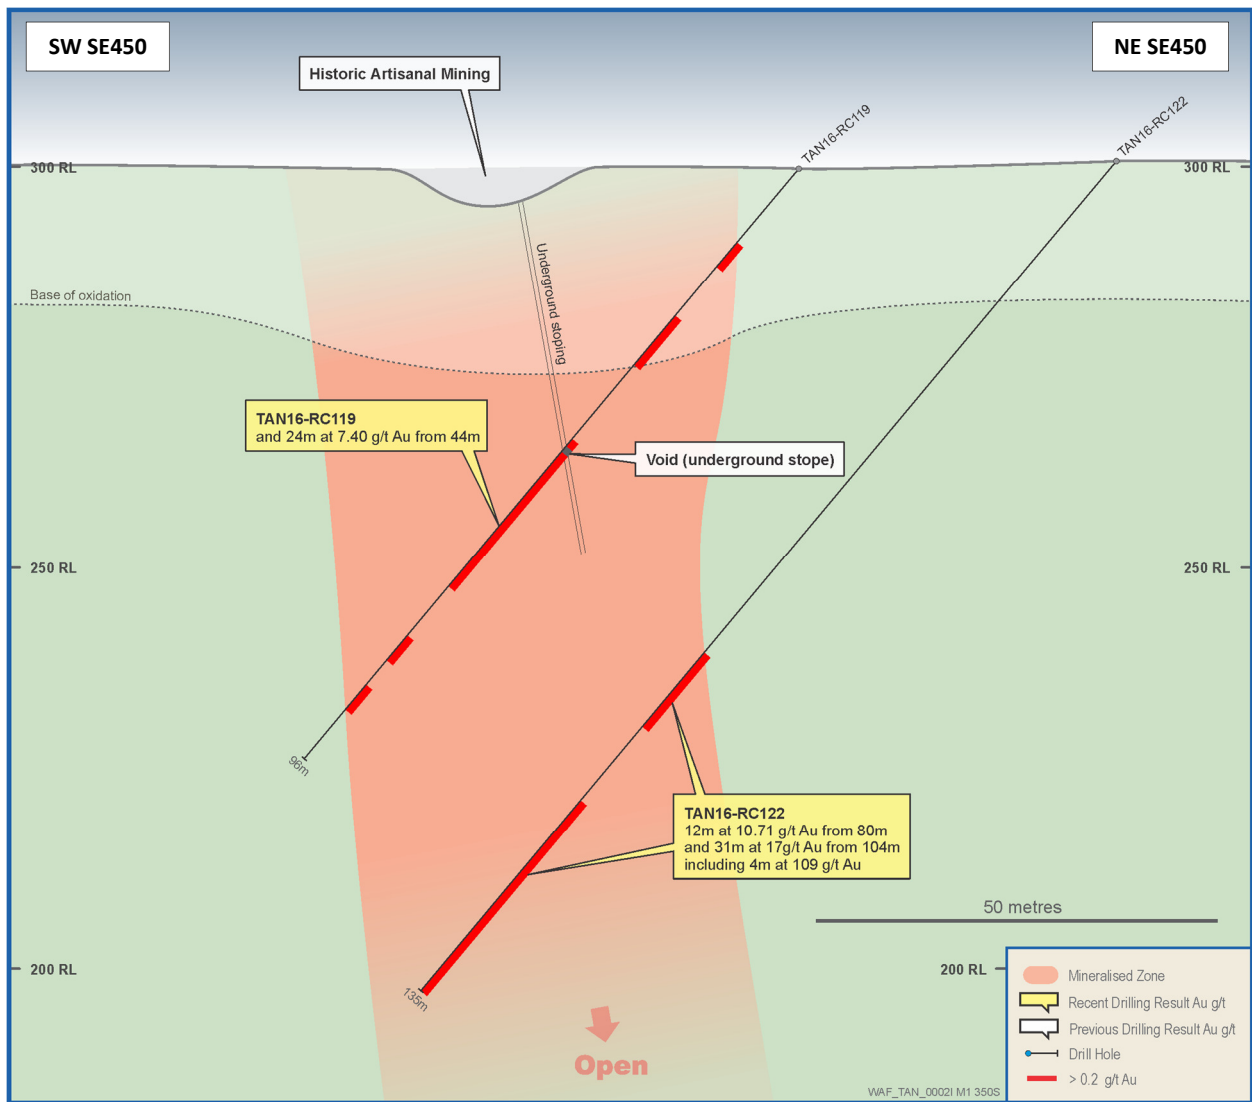 SW SE450
NE SE450
Historic Artisanal Mining
TAN16-RC119
TAN16-RC122
300 RL
300 RL
Underground stoping
Base of oxidation
TAN16-RC119
and 24m at 7.40 g/t Au from 44m
Void (underground stope)
250 RL
250 RL
96m
TAN16-RC122
12m at 10.71 g/t Au from 80m
and 31m at 17g/t Au from 104m
including 4m at 109 g/t Au
50 metres
200 RL
200 RL
135m
Open
Mineralised Zone
Recent Drilling Result Au g/t
Previous Drilling Result Au g/t
Drill Hole
> 0.2 g/t Au
WAF_TAN_0002I M1 350S